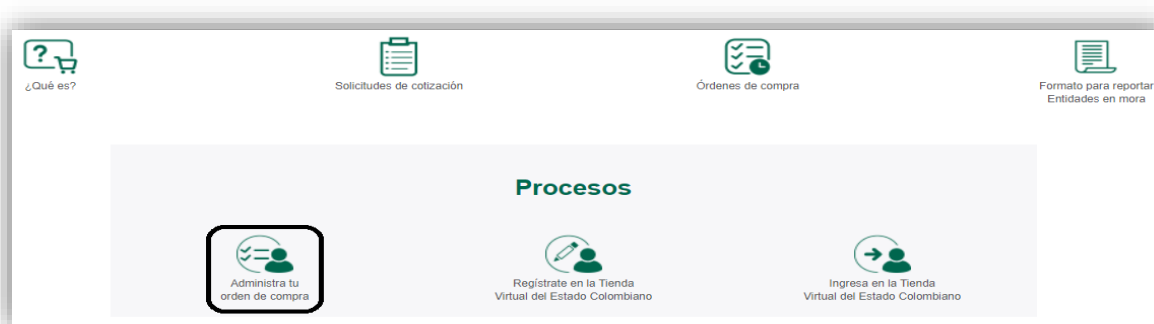 ¿Qué es?
Solicitudes de cotización
Órdenes de compra
Formato para reportar
Entidades en mora
Procesos
Administra tu
orden de compra
Regístrate en la Tienda
Virtual del Estado Colombiano
Ingresa en la Tienda
Virtual del Estado Colombiano